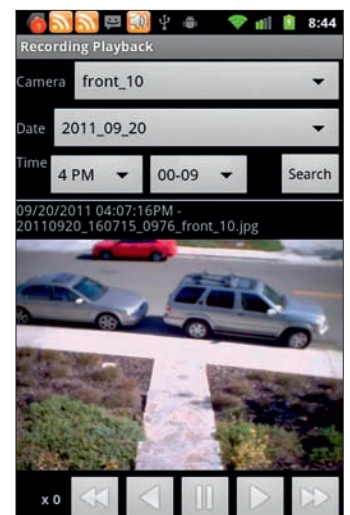 8:44
Recording Playback
Camera front_10
Date 2011_09_20
Time 4 PM 00-09 Search
09/20/2011 04:07:16PM -
20110920_160715_0976_front_10.jpg
x 0